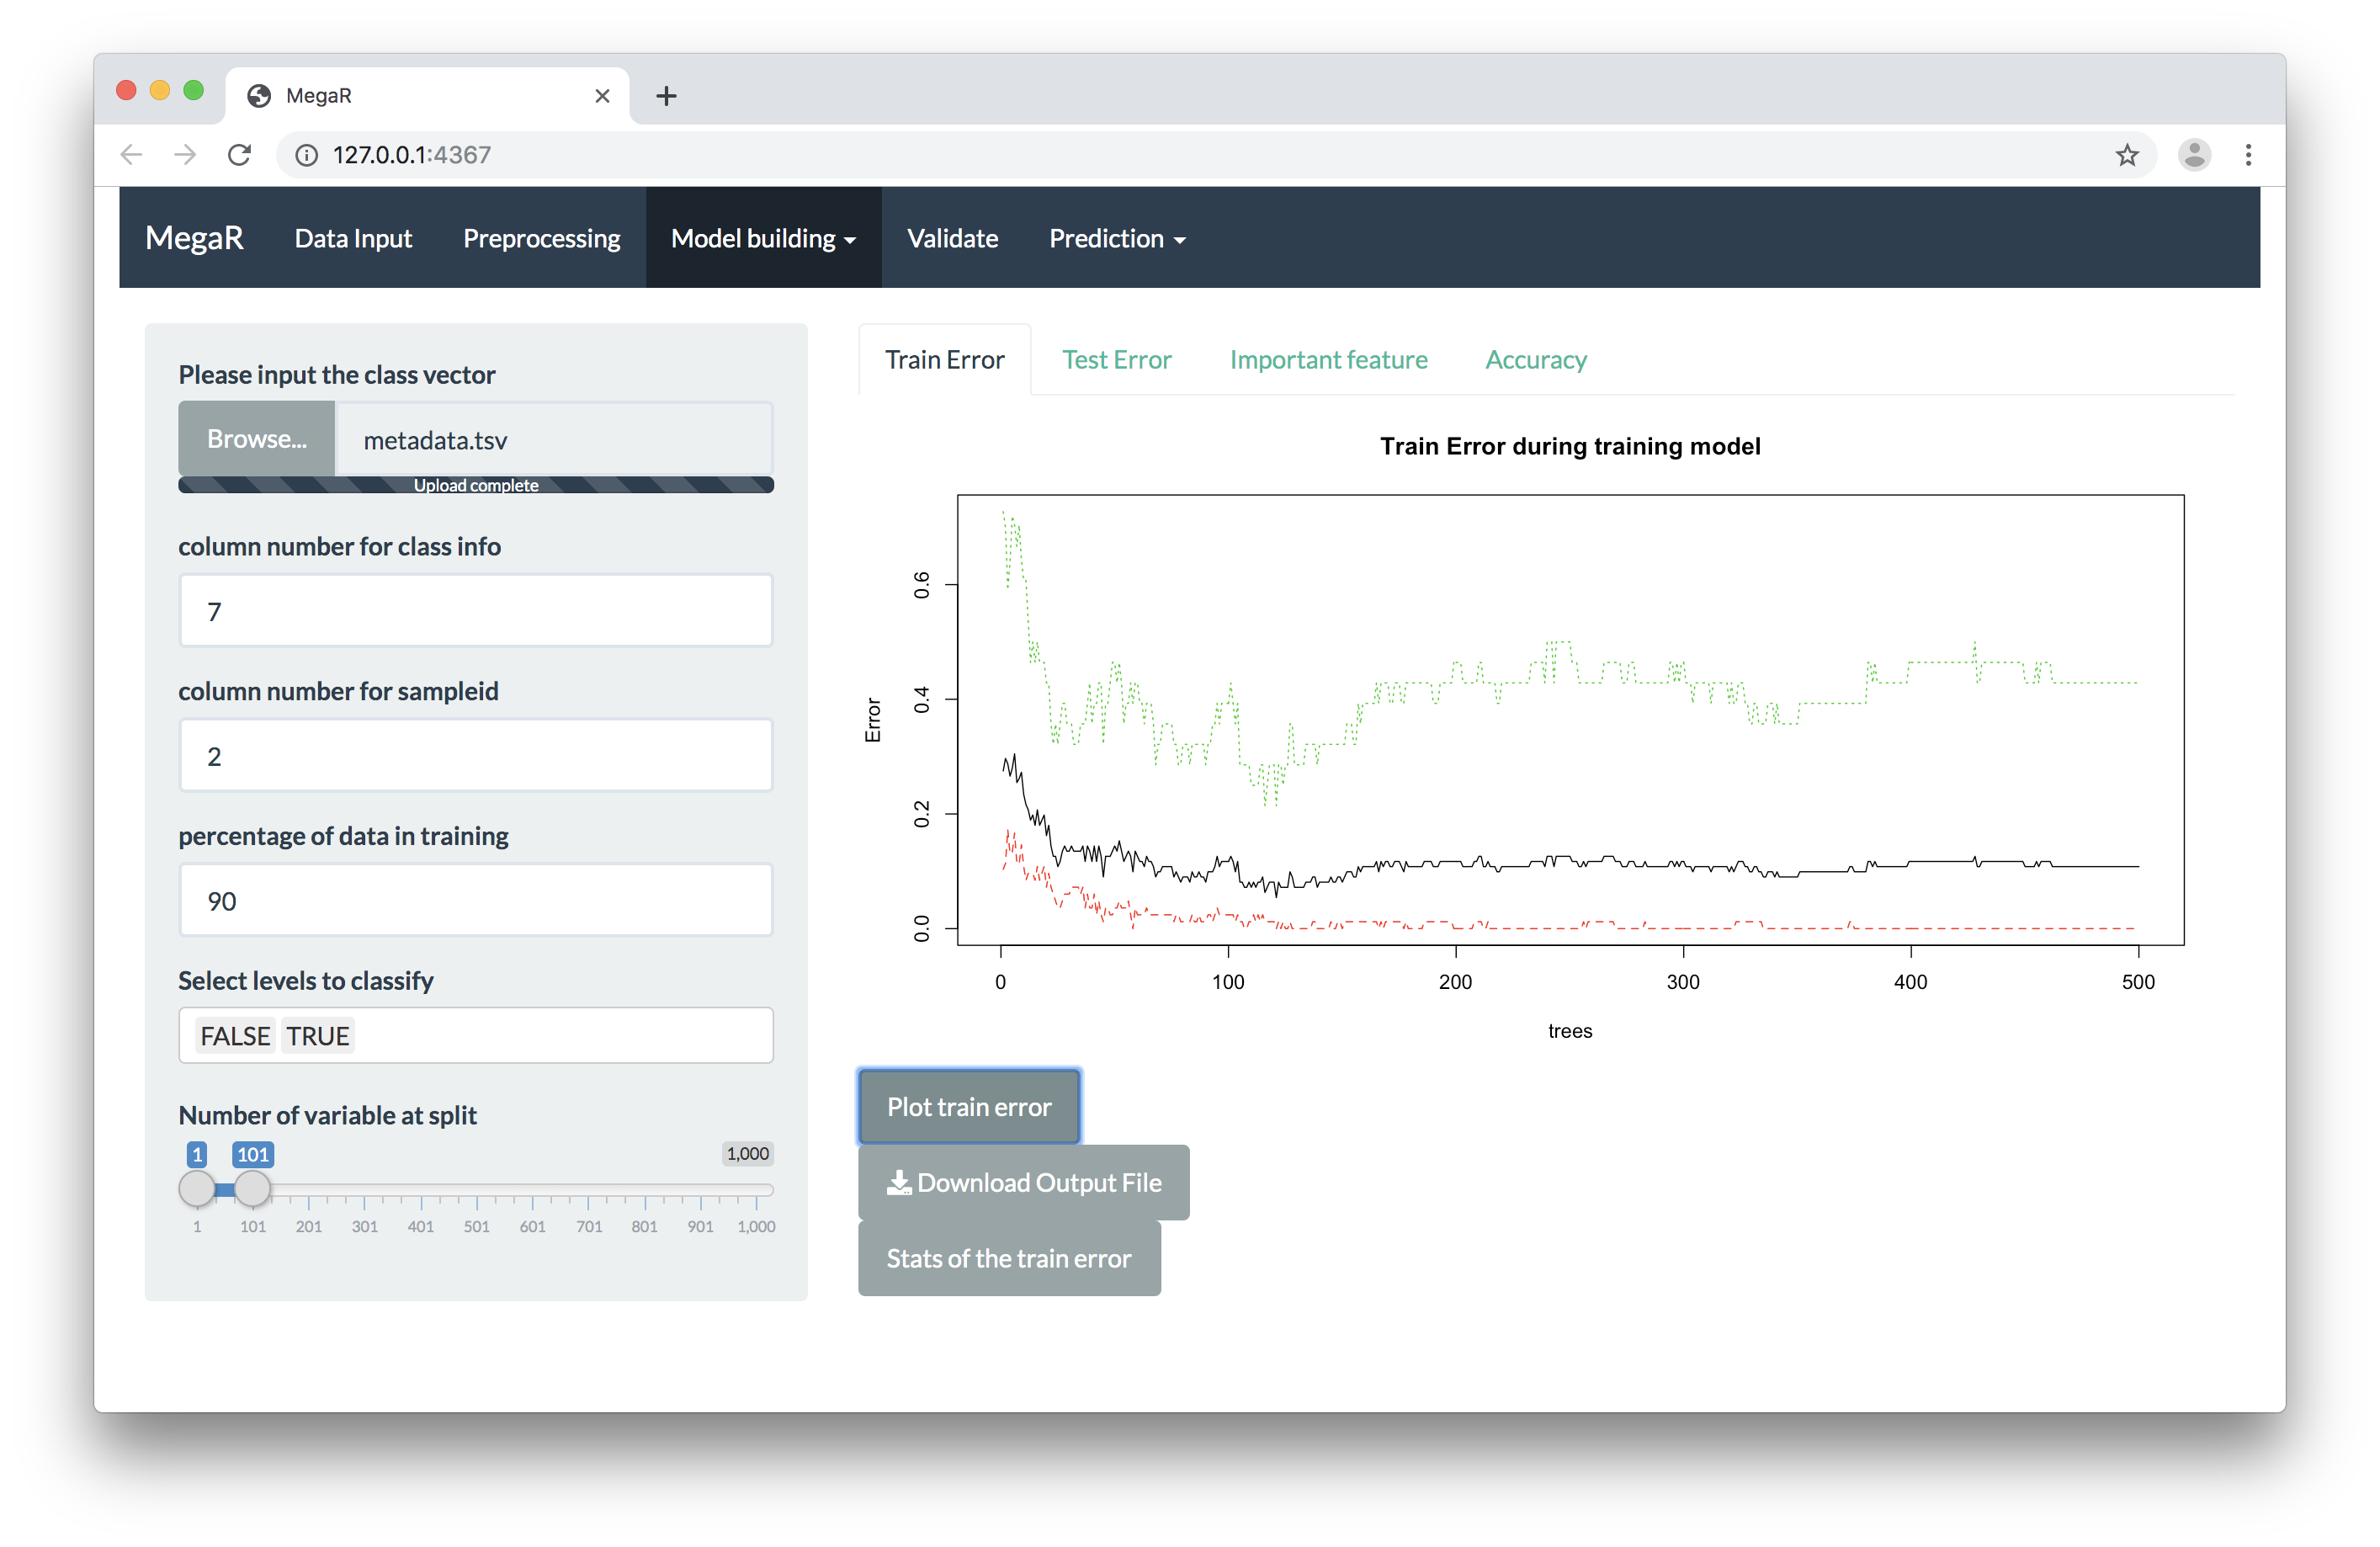 MegaR
127.0.0.1:4367
MegaR Data Input Preprocessing Model building Validate Prediction
Please input the class vector
Browse... metadata.tsv
Upload complete
column number for class info
7
column number for sampleid
2
percentage of data in training
90
Select levels to classify
FALSE TRUE
Number of variable at split
1 101 1,000
1 101 201 301 401 501 601 701 801 901 1,000
Train Error Test Error Important feature Accuracy
Train Error during training model
Error
0.6
0.4
0.2
0.0
0 100 200 300 400 500
trees
Plot train error
Download Output File
Stats of the train error